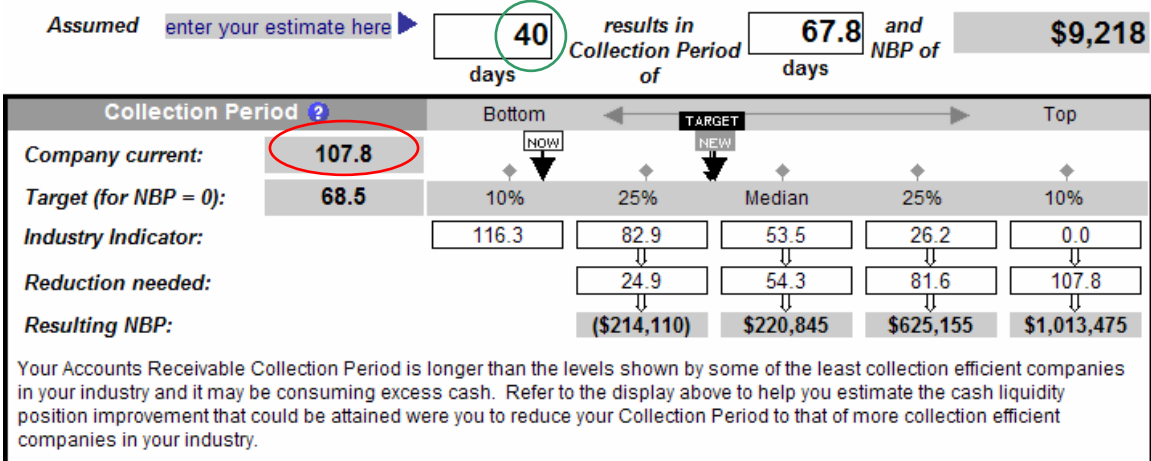 Assumed enter your estimate here 40 days results in Collection Period of 67.8 days and NBP of $9,218
Collection Period ? Bottom TARGET Top
NOW NEW
Company current: 107.8
Target (for NBP = 0): 68.5 10% 25% Median 25% 10%
Industry Indicator: 116.3 82.9 53.5 26.2 0.0
Reduction needed: 24.9 54.3 81.6 107.8
Resulting NBP: ($214,110) $220,845 $625,155 $1,013,475
Your Accounts Receivable Collection Period is longer than the levels shown by some of the least collection efficient companies
in your industry and it may be consuming excess cash. Refer to the display above to help you estimate the cash liquidity
position improvement that could be attained were you to reduce your Collection Period to that of more collection efficient
companies in your industry.